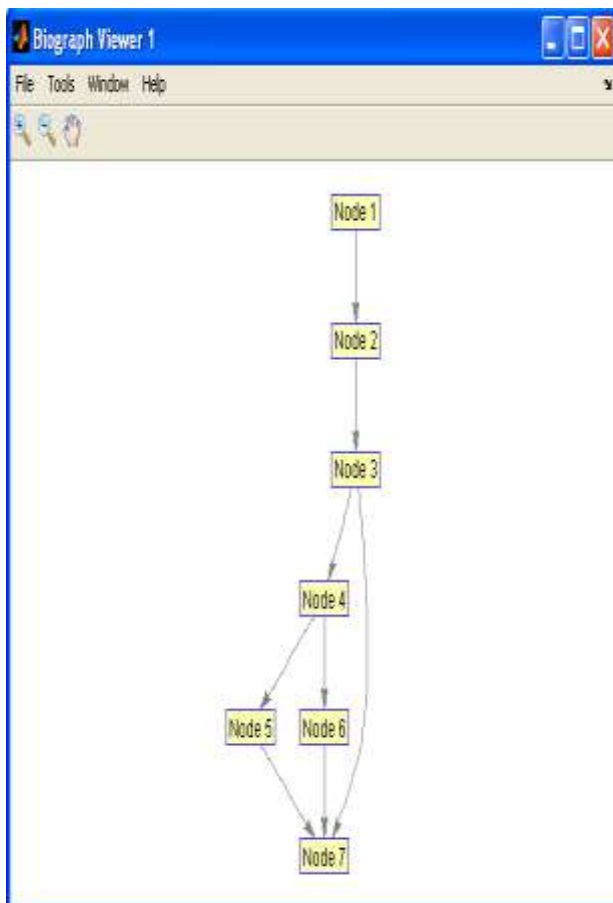 Biograph Viewer 1
File Tools Window Help
Node 1
Node 2
Node 3
Node 4
Node 5 Node 6
Node 7